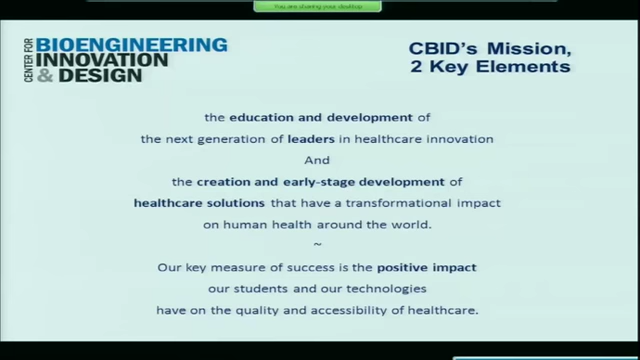 You are sharing your desktop
CENTER FOR
BIOENGINEERING
INNOVATION
& DESIGN
CBID's Mission,
2 Key Elements
the education and development of
the next generation of leaders in healthcare innovation
And
the creation and early-stage development of
healthcare solutions that have a transformational impact
on human health around the world.
~
Our key measure of success is the positive impact
our students and our technologies
have on the quality and accessibility of healthcare.